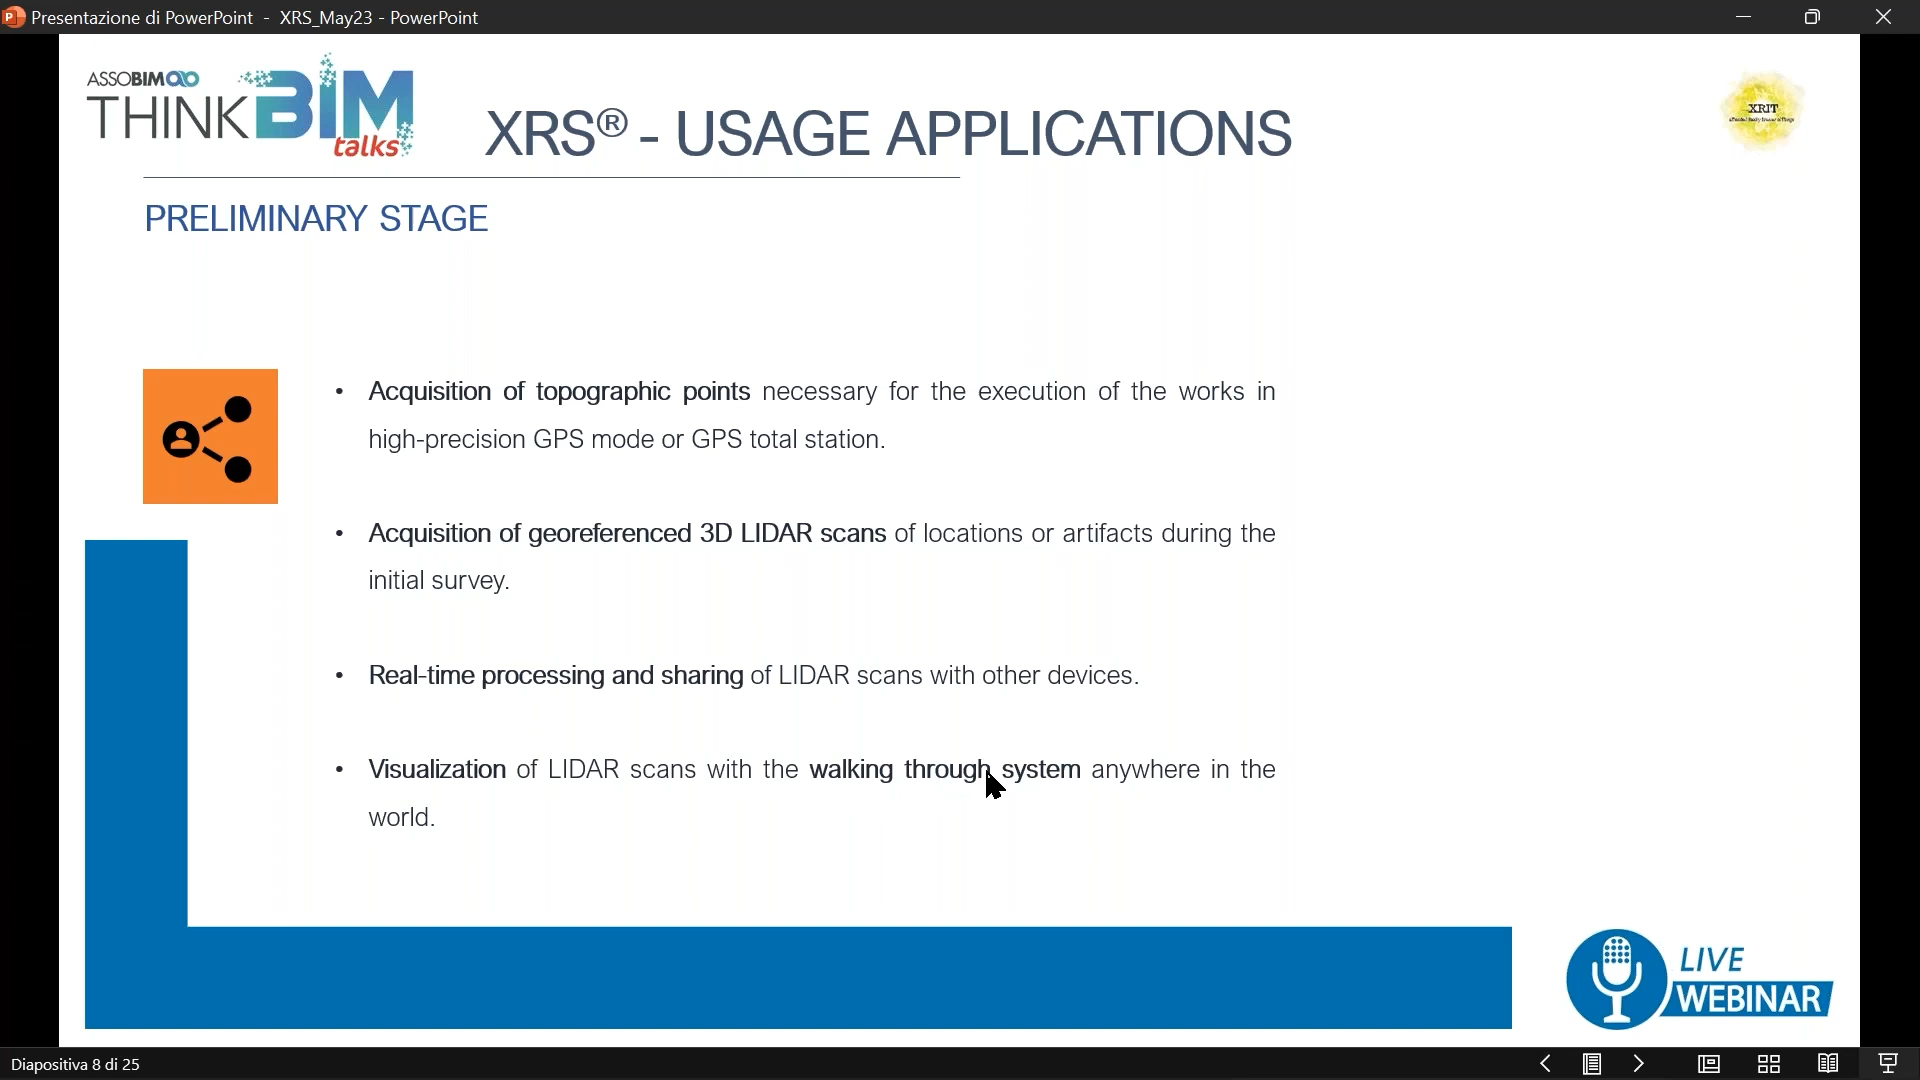 Presentazione di PowerPoint - XRS_May23 - PowerPoint
ASSOBIM
THINKBIM
talks
XRS® - USAGE APPLICATIONS
XRIT
PRELIMINARY STAGE
• Acquisition of topographic points necessary for the execution of the works in
high-precision GPS mode or GPS total station.
• Acquisition of georeferenced 3D LIDAR scans of locations or artifacts during the
initial survey.
• Real-time processing and sharing of LIDAR scans with other devices.
• Visualization of LIDAR scans with the walking through system anywhere in the
world.
LIVE
WEBINAR
Diapositiva 8 di 25